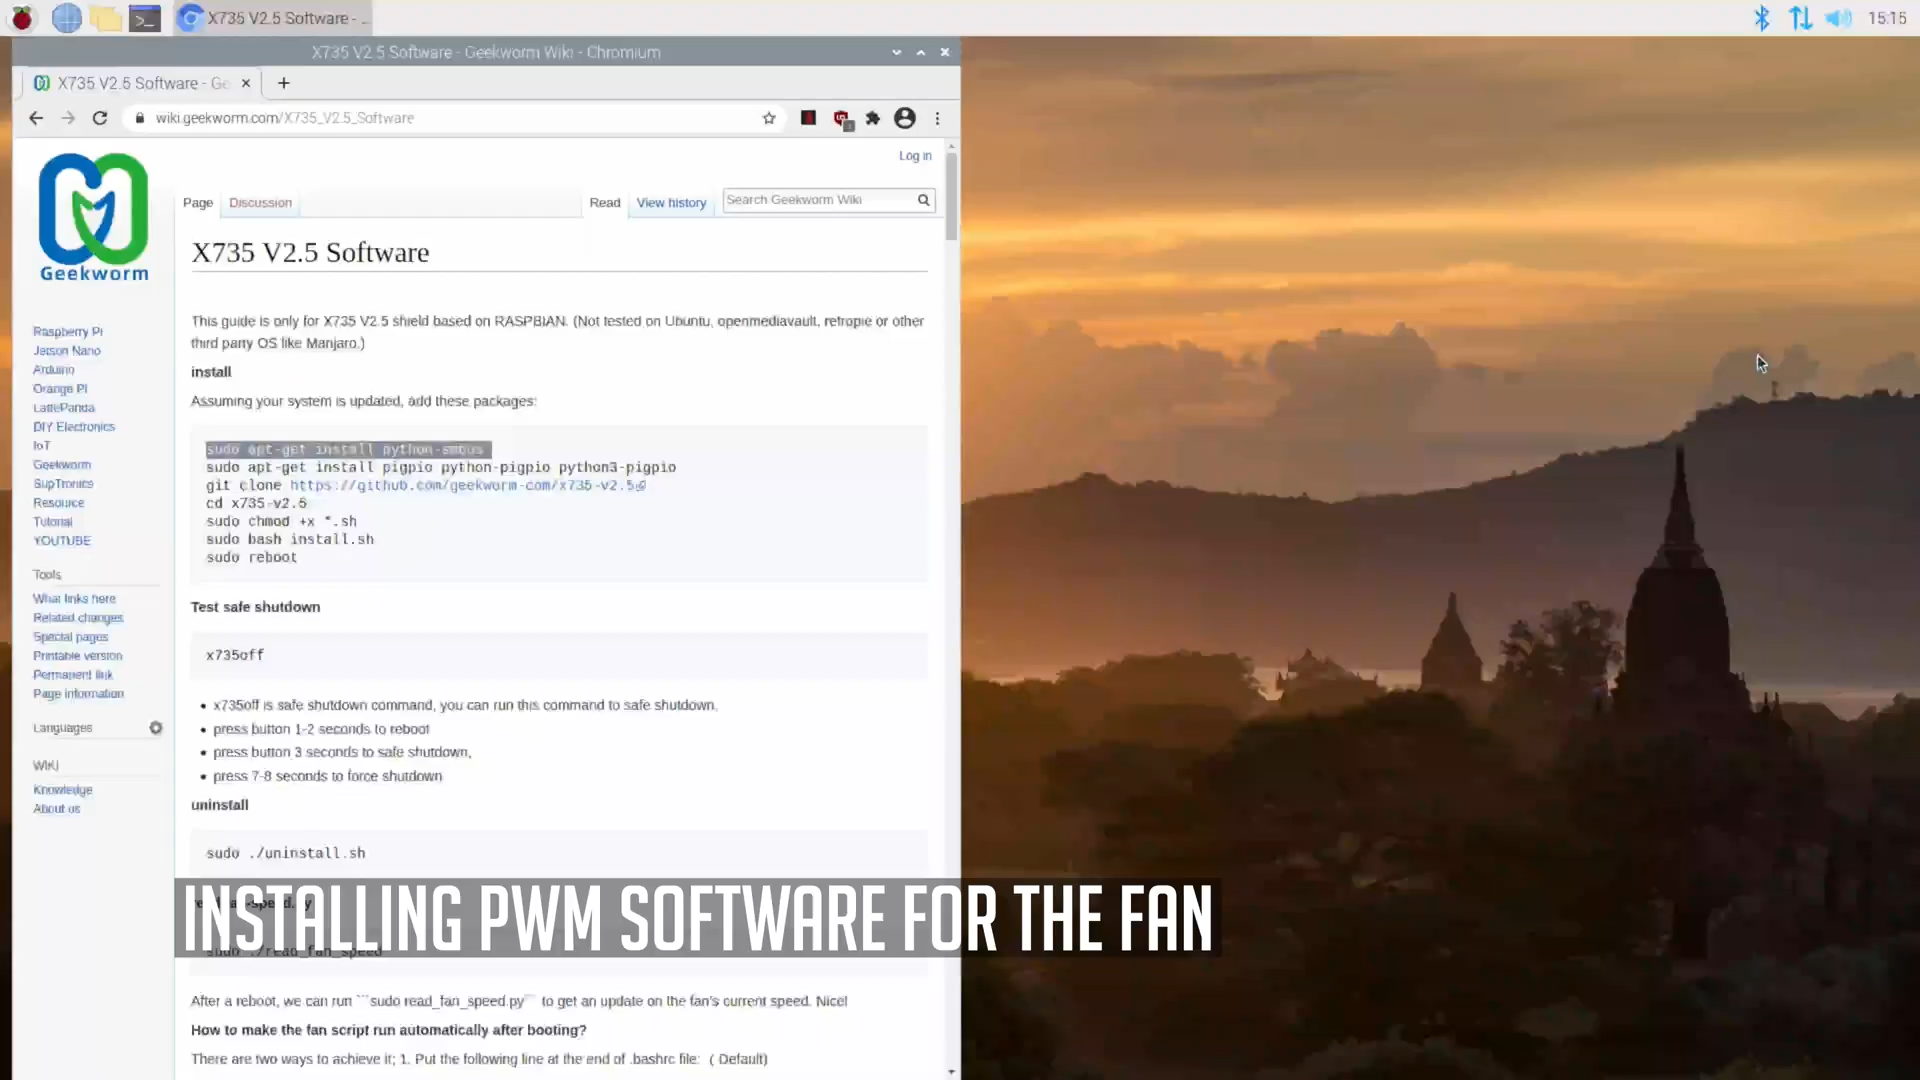 X735 V2.5 Software - ...
15:15
X735 V2.5 Software - Geekworm Wiki - Chromium
X735 V2.5 Software - Ge
wiki.geekworm.com/X735_V2.5_Software
Log in
Page
Discussion
Read
View history
Search Geekworm Wiki
Geekworm
X735 V2.5 Software
This guide is only for X735 V2.5 shield based on RASPBIAN. (Not tested on Ubuntu, openmediavault, retropie or other
third party OS like Manjaro.)
install
Assuming your system is updated, add these packages:
sudo apt-get install python-smbus
sudo apt-get install pigpio python-pigpio python3-pigpio
git clone https://github.com/geekworm-com/x735-v2.5
cd x735-v2.5
sudo chmod +x *.sh
sudo bash install.sh
sudo reboot
Test safe shutdown
x735off
x735off is safe shutdown command, you can run this command to safe shutdown.
press button 1-2 seconds to reboot
press button 3 seconds to safe shutdown,
press 7-8 seconds to force shutdown
uninstall
sudo ./uninstall.sh
sudo ./read_fan_speed
After a reboot, we can run ```sudo read_fan_speed.py``` to get an update on the fan's current speed. Nice!
How to make the fan script run automatically after booting?
There are two ways to achieve it; 1. Put the following line at the end of .bashrc file: ( Default)
Raspberry Pi
Jetson Nano
Arduino
Orange Pi
LattePanda
DIY Electronics
IoT
Geekworm
SupTronics
Resource
Tutorial
YOUTUBE
Tools
What links here
Related changes
Special pages
Printable version
Permanent link
Page information
Languages
Wiki
Knowledge
About us
INSTALLING PWM SOFTWARE FOR THE FAN